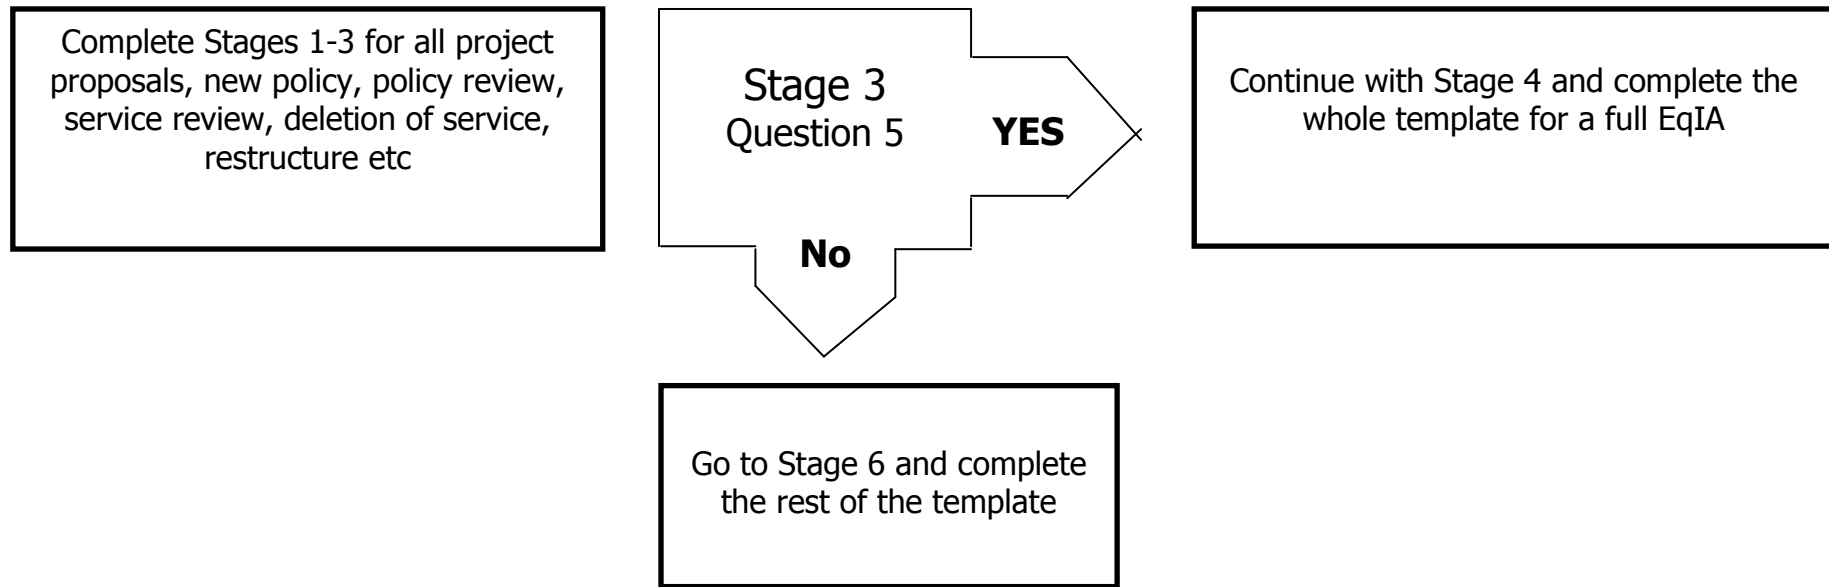 Complete Stages 1-3 for all project
proposals, new policy, policy review,
service review, deletion of service,
restructure etc
Stage 3
Question 5
YES
No
Continue with Stage 4 and complete the
whole template for a full EqIA
Go to Stage 6 and complete
the rest of the template